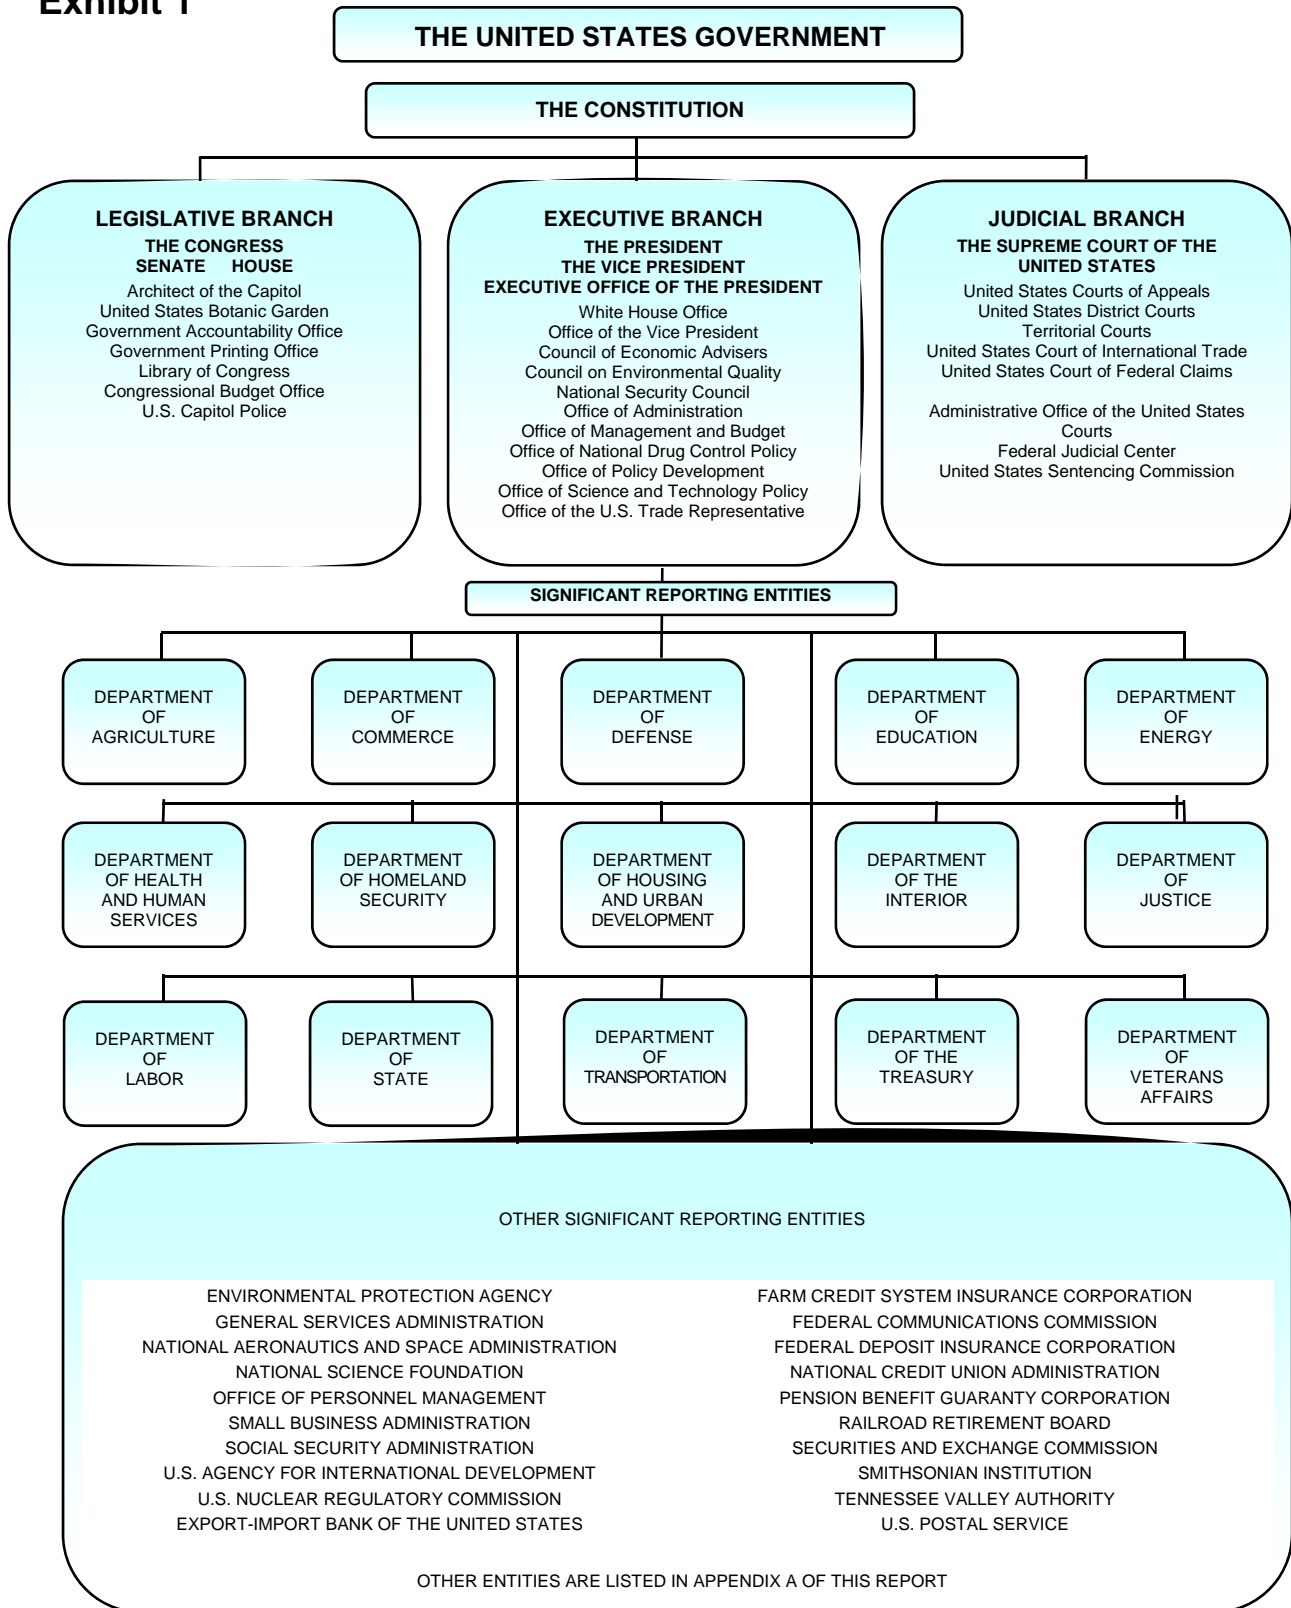 Exhibit 1
THE UNITED STATES GOVERNMENT
THE CONSTITUTION
LEGISLATIVE BRANCH
THE CONGRESS
SENATE HOUSE
Architect of the Capitol
United States Botanic Garden
Government Accountability Office
Government Printing Office
Library of Congress
Congressional Budget Office
U.S. Capitol Police
EXECUTIVE BRANCH
THE PRESIDENT
THE VICE PRESIDENT
EXECUTIVE OFFICE OF THE PRESIDENT
White House Office
Office of the Vice President
Council of Economic Advisers
Council on Environmental Quality
National Security Council
Office of Administration
Office of Management and Budget
Office of National Drug Control Policy
Office of Policy Development
Office of Science and Technology Policy
Office of the U.S. Trade Representative
JUDICIAL BRANCH
THE SUPREME COURT OF THE
UNITED STATES
United States Courts of Appeals
United States District Courts
Territorial Courts
United States Court of International Trade
United States Court of Federal Claims
Administrative Office of the United States
Courts
Federal Judicial Center
United States Sentencing Commission
SIGNIFICANT REPORTING ENTITIES
DEPARTMENT
OF
AGRICULTURE
DEPARTMENT
OF
COMMERCE
DEPARTMENT
OF
DEFENSE
DEPARTMENT
OF
EDUCATION
DEPARTMENT
OF
ENERGY
DEPARTMENT
OF HEALTH
AND HUMAN
SERVICES
DEPARTMENT
OF HOMELAND
SECURITY
DEPARTMENT
OF HOUSING
AND URBAN
DEVELOPMENT
DEPARTMENT
OF THE
INTERIOR
DEPARTMENT
OF
JUSTICE
DEPARTMENT
OF
LABOR
DEPARTMENT
OF
STATE
DEPARTMENT
OF
TRANSPORTATION
DEPARTMENT
OF THE
TREASURY
DEPARTMENT
OF
VETERANS
AFFAIRS
OTHER SIGNIFICANT REPORTING ENTITIES
ENVIRONMENTAL PROTECTION AGENCY
GENERAL SERVICES ADMINISTRATION
NATIONAL AERONAUTICS AND SPACE ADMINISTRATION
NATIONAL SCIENCE FOUNDATION
OFFICE OF PERSONNEL MANAGEMENT
SMALL BUSINESS ADMINISTRATION
SOCIAL SECURITY ADMINISTRATION
U.S. AGENCY FOR INTERNATIONAL DEVELOPMENT
U.S. NUCLEAR REGULATORY COMMISSION
EXPORT-IMPORT BANK OF THE UNITED STATES
FARM CREDIT SYSTEM INSURANCE CORPORATION
FEDERAL COMMUNICATIONS COMMISSION
FEDERAL DEPOSIT INSURANCE CORPORATION
NATIONAL CREDIT UNION ADMINISTRATION
PENSION BENEFIT GUARANTY CORPORATION
RAILROAD RETIREMENT BOARD
SECURITIES AND EXCHANGE COMMISSION
SMITHSONIAN INSTITUTION
TENNESSEE VALLEY AUTHORITY
U.S. POSTAL SERVICE
OTHER ENTITIES ARE LISTED IN APPENDIX A OF THIS REPORT